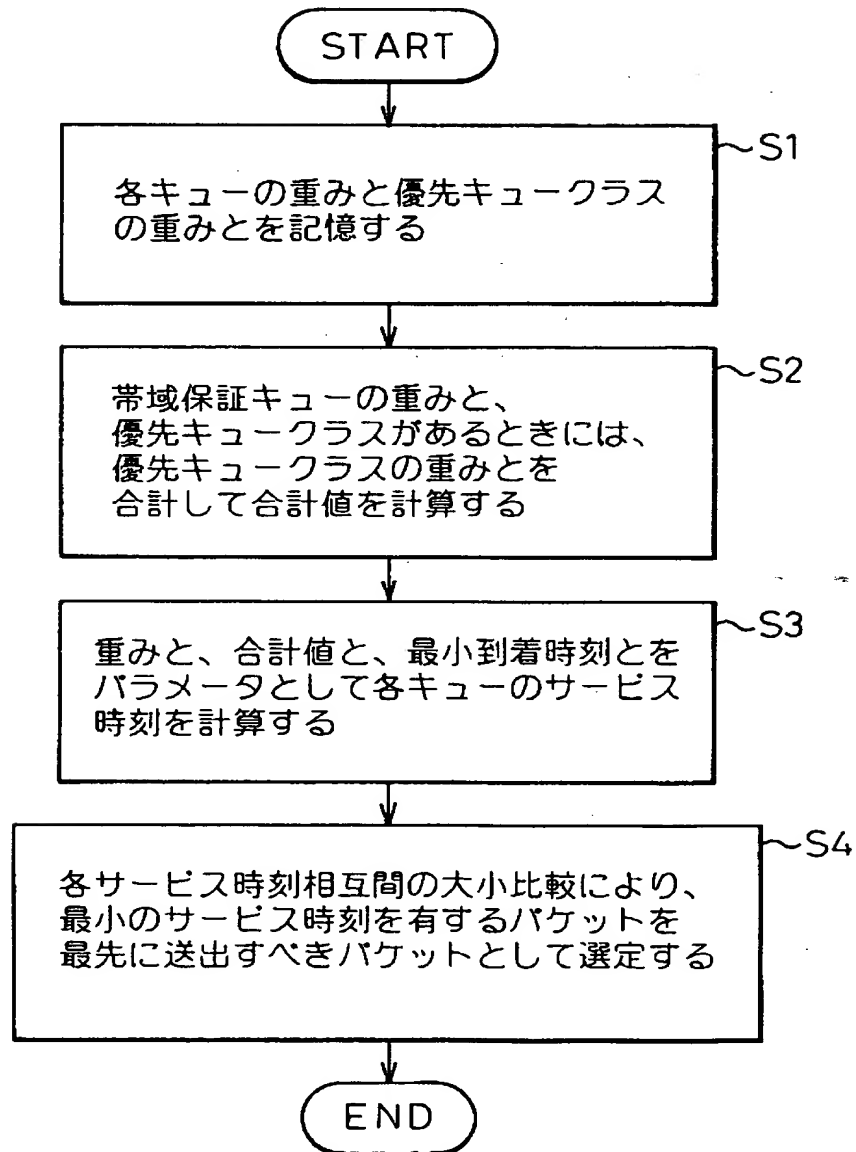 START
S1
各キューの重みと優先キュークラス
の重みとを記憶する
S2
帯域保証キューの重みと、
優先キュークラスがあるときには、
優先キュークラスの重みとを
合計して合計値を計算する
S3
重みと、合計値と、最小到着時刻とを
パラメータとして各キューのサービス
時刻を計算する
S4
各サービス時刻相互間の大小比較により、
最小のサービス時刻を有するパケットを
最先に送出すべきパケットとして選定する
END